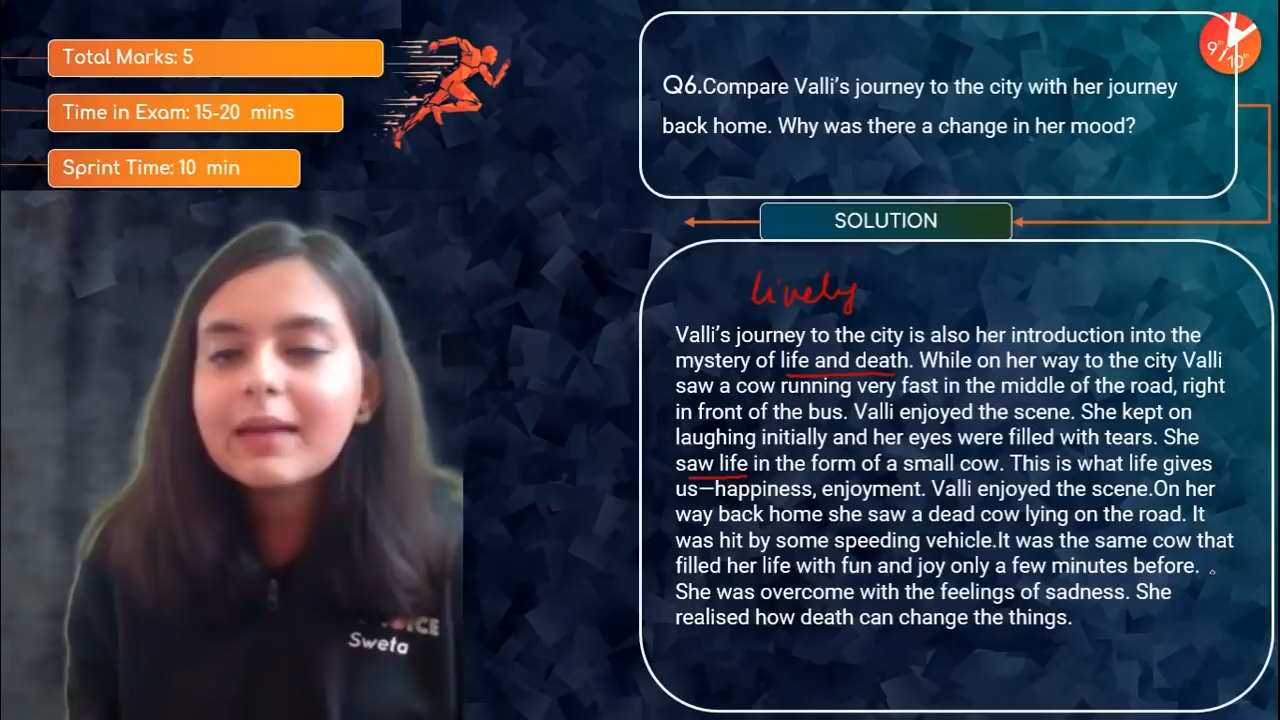 Total Marks: 5
Time in Exam: 15-20 mins
Sprint Time: 10 min
9th/10th
Q6.Compare Valli's journey to the city with her journey
back home. Why was there a change in her mood?
SOLUTION
lively
Valli's journey to the city is also her introduction into the
mystery of life and death. While on her way to the city Valli
saw a cow running very fast in the middle of the road, right
in front of the bus. Valli enjoyed the scene. She kept on
laughing initially and her eyes were filled with tears. She
saw life in the form of a small cow. This is what life gives
us—happiness, enjoyment. Valli enjoyed the scene.On her
way back home she saw a dead cow lying on the road. It
was hit by some speeding vehicle.It was the same cow that
filled her life with fun and joy only a few minutes before.
She was overcome with the feelings of sadness. She
realised how death can change the things.
Sweta